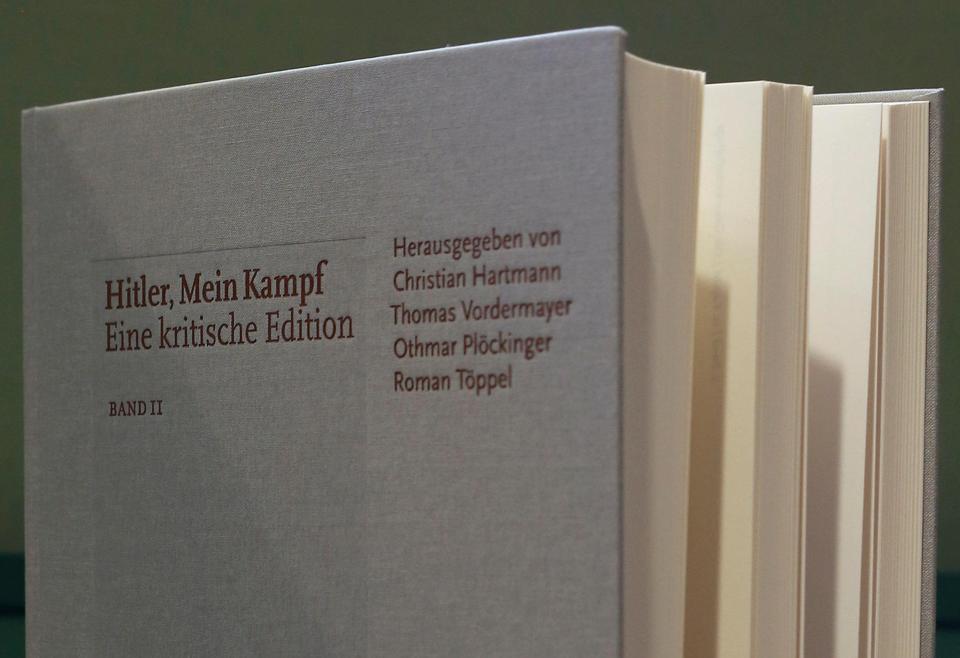 Hitler, Mein Kampf
Eine kritische Edition
BAND II
Herausgegeben von
Christian Hartmann
Thomas Vordermayer
Othmar Plöckinger
Roman Töppel